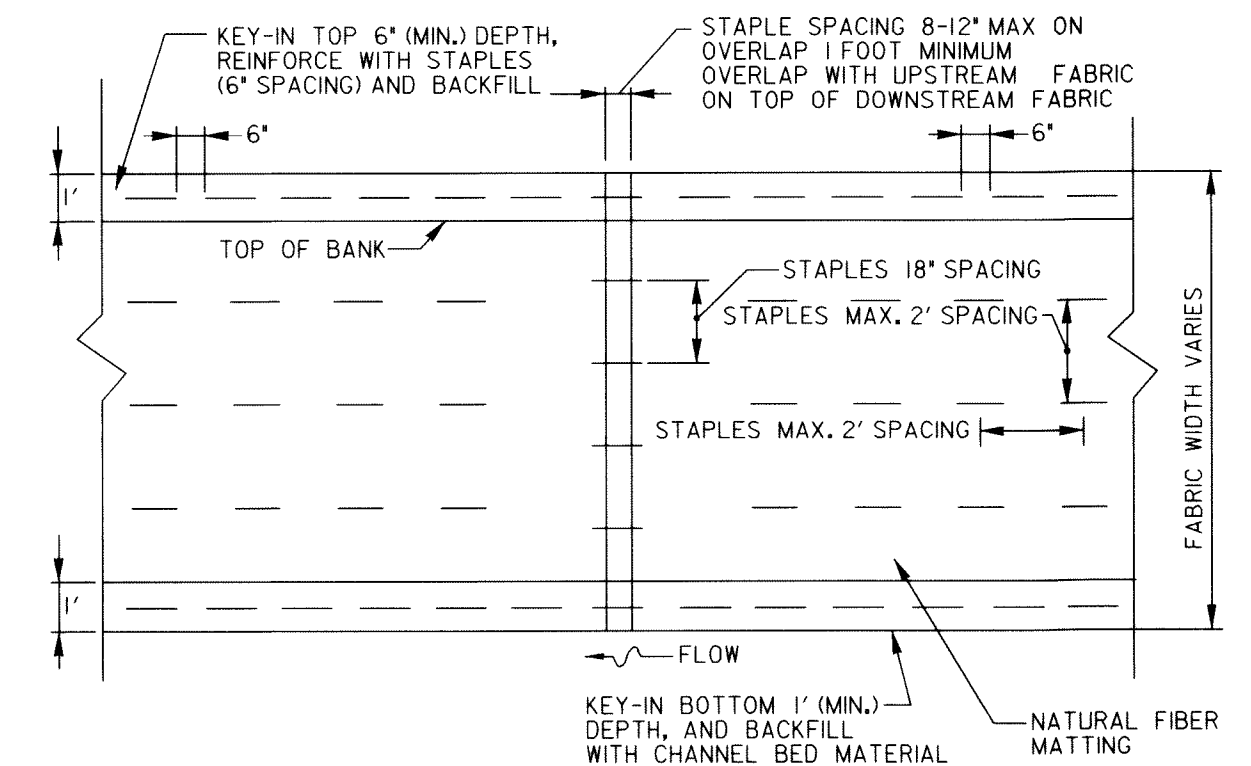 KEY-IN TOP 6" (MIN.) DEPTH,
REINFORCE WITH STAPLES
(6" SPACING) AND BACKFILL
STAPLE SPACING 8-12" MAX ON
OVERLAP 1 FOOT MINIMUM
OVERLAP WITH UPSTREAM FABRIC
ON TOP OF DOWNSTREAM FABRIC
6"
6"
1'
TOP OF BANK
STAPLES 18" SPACING
STAPLES MAX. 2' SPACING
STAPLES MAX. 2' SPACING
FABRIC WIDTH VARIES
1'
FLOW
KEY-IN BOTTOM 1' (MIN.)
DEPTH, AND BACKFILL
WITH CHANNEL BED MATERIAL
NATURAL FIBER
MATTING